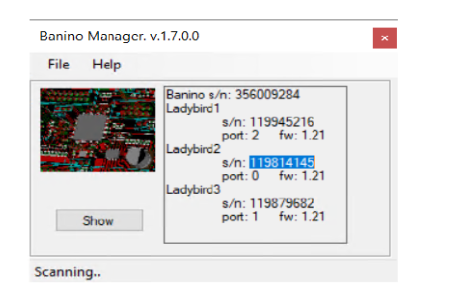 Banino Manager. v.1.7.0.0
File Help
Banino s/n: 356009284
Ladybird1
s/n: 119945216
port: 2 fw: 1.21
Ladybird2
s/n: 119814145
port: 0 fw: 1.21
Ladybird3
s/n: 119879682
port: 1 fw: 1.21
Show
Scanning..